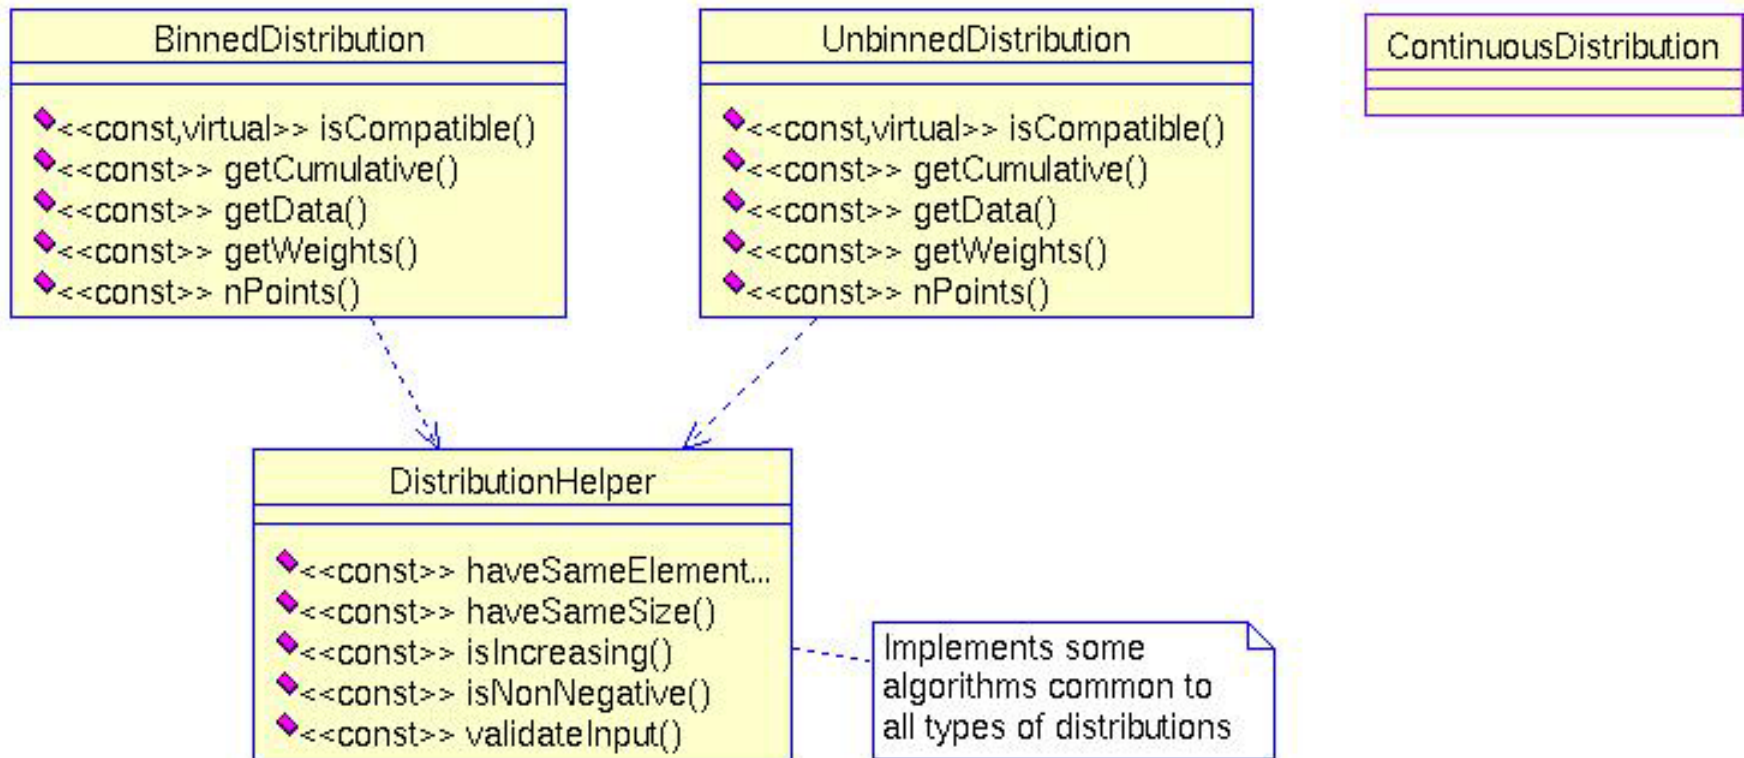 BinnedDistribution
<<const,virtual>> isCompatible()
<<const>> getCumulative()
<<const>> getData()
<<const>> getWeights()
<<const>> nPoints()
UnbinnedDistribution
<<const,virtual>> isCompatible()
<<const>> getCumulative()
<<const>> getData()
<<const>> getWeights()
<<const>> nPoints()
ContinuousDistribution
DistributionHelper
<<const>> haveSameElement...
<<const>> haveSameSize()
<<const>> isIncreasing()
<<const>> isNonNegative()
<<const>> validateInput()
Implements some
algorithms common to
all types of distributions